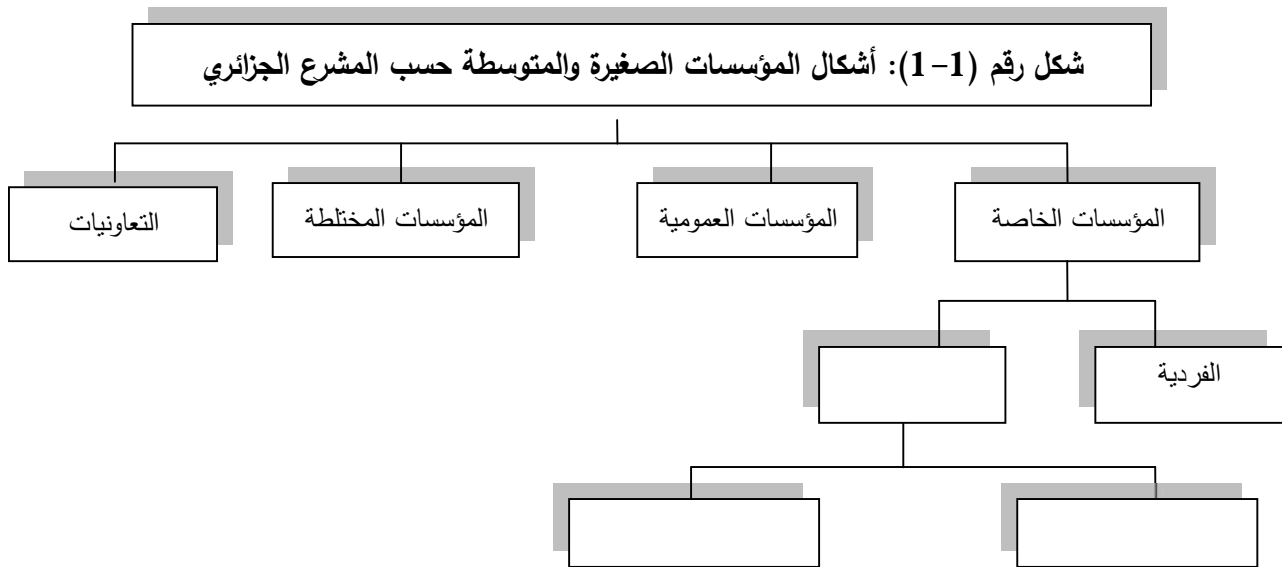 شكل رقم (1-1): أشكال المؤسسات الصغيرة والمتوسطة حسب المشرع الجزائري
المؤسسات الخاصة
المؤسسات العمومية
المؤسسات المختلطة
التعاونيات
الفردية